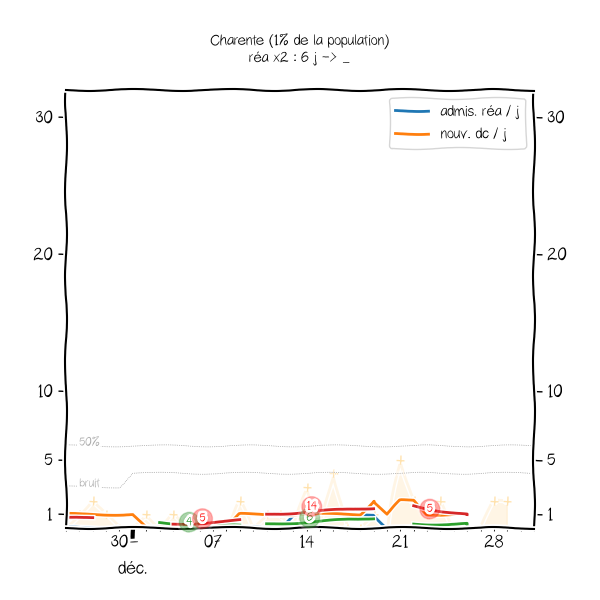 Charente (1% de la population)
réa x2 : 6 j -> _
admis. réa / j
nouv. dc / j
30 30
20 20
10 10
50%
5 5
bruit
14
1 4 5 6 5 1
30 07 14 21 28
déc.